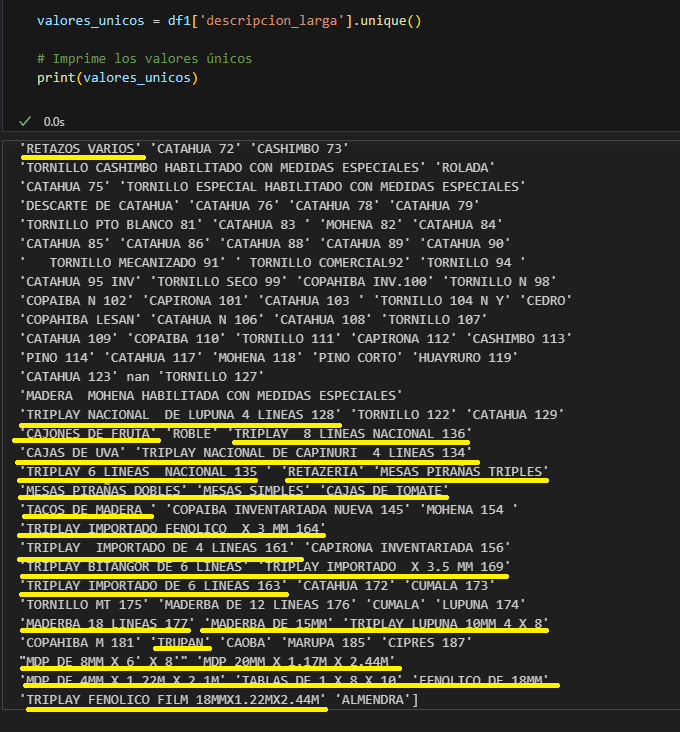 valores_unicos = df1['descripcion_larga'].unique()
# Imprime los valores únicos
print(valores_unicos)
0.0s
'RETAZOS VARIOS' 'CATAHUA 72' 'CASHIMBO 73'
'TORNILLO CASHIMBO HABILITADO CON MEDIDAS ESPECIALES' 'ROLADA'
'CATAHUA 75' 'TORNILLO ESPECIAL HABILITADO CON MEDIDAS ESPECIALES'
'DESCARTE DE CATAHUA' 'CATAHUA 76' 'CATAHUA 78' 'CATAHUA 79'
'TORNILLO PTO BLANCO 81' 'CATAHUA 83 ' 'MOHENA 82' 'CATAHUA 84'
'CATAHUA 85' 'CATAHUA 86' 'CATAHUA 88' 'CATAHUA 89' 'CATAHUA 90'
'   TORNILLO MECANIZADO 91' ' TORNILLO COMERCIAL92' 'TORNILLO 94 '
'CATAHUA 95 INV' 'TORNILLO SECO 99' 'COPAHIBA INV.100' 'TORNILLO N 98'
'COPAIBA N 102' 'CAPIRONA 101' 'CATAHUA 103 ' 'TORNILLO 104 N Y' 'CEDRO'
'COPAHIBA LESAN' 'CATAHUA N 106' 'CATAHUA 108' 'TORNILLO 107'
'CATAHUA 109' 'COPAIBA 110' 'TORNILLO 111' 'CAPIRONA 112' 'CASHIMBO 113'
'PINO 114' 'CATAHUA 117' 'MOHENA 118' 'PINO CORTO' 'HUAYRURO 119'
'CATAHUA 123' nan 'TORNILLO 127'
'MADERA  MOHENA HABILITADA CON MEDIDAS ESPECIALES'
'TRIPLAY NACIONAL  DE LUPUNA 4 LINEAS 128' 'TORNILLO 122' 'CATAHUA 129'
'CAJONES DE FRUTA' 'ROBLE' 'TRIPLAY  8 LINEAS NACIONAL 136'
'CAJAS DE UVA' 'TRIPLAY NACIONAL DE CAPINURI  4 LINEAS 134'
'TRIPLAY 6 LINEAS  NACIONAL 135 ' 'RETAZERIA' 'MESAS PIRAÑAS TRIPLES'
'MESAS PIRAÑAS DOBLES' 'MESAS SIMPLES' 'CAJAS DE TOMATE'
'TACOS DE MADERA ' 'COPAIBA INVENTARIADA NUEVA 145' 'MOHENA 154 '
'TRIPLAY IMPORTADO FENOLICO  X 3 MM 164'
'TRIPLAY  IMPORTADO DE 4 LINEAS 161' 'CAPIRONA INVENTARIADA 156'
'TRIPLAY BITANGOR DE 6 LINEAS' 'TRIPLAY IMPORTADO  X 3.5 MM 169'
'TRIPLAY IMPORTADO DE 6 LINEAS 163' 'CATAHUA 172' 'CUMALA 173'
'TORNILLO MT 175' 'MADERBA DE 12 LINEAS 176' 'CUMALA' 'LUPUNA 174'
'MADERBA 18 LINEAS 177' 'MADERBA DE 15MM' 'TRIPLAY LUPUNA 10MM 4 X 8'
'COPAHIBA M 181' 'TRUPAN' 'CAOBA' 'MARUPA 185' 'CIPRES 187'
"MDP DE 8MM X 6' X 8'" 'MDP 20MM X 1.17M X 2.44M'
'MDP DE 4MM X 1.22M X 2.1M' 'TABLAS DE 1 X 8 X 10' 'FENOLICO DE 18MM'
'TRIPLAY FENOLICO FILM 18MMX1.22MX2.44M' 'ALMENDRA']